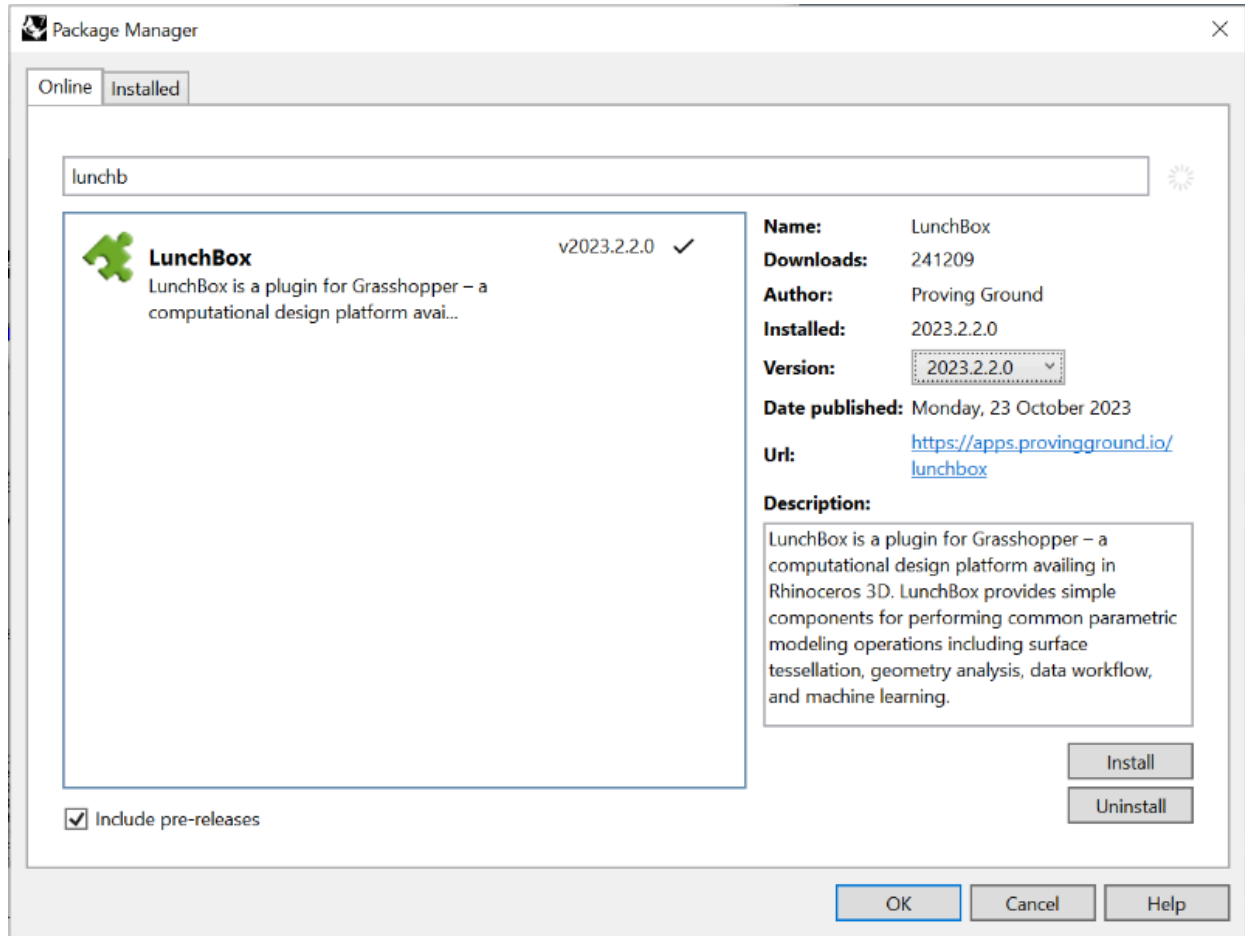 Package Manager
Online
Installed
lunchb
LunchBox
v2023.2.2.0
LunchBox is a plugin for Grasshopper – a
computational design platform avai...
Name: LunchBox
Downloads: 241209
Author: Proving Ground
Installed: 2023.2.2.0
Version: 2023.2.2.0
Date published: Monday, 23 October 2023
Url: https://apps.provingground.io/
lunchbox
Description:
LunchBox is a plugin for Grasshopper – a
computational design platform availing in
Rhinoceros 3D. LunchBox provides simple
components for performing common parametric
modeling operations including surface
tessellation, geometry analysis, data workflow,
and machine learning.
Install
Uninstall
Include pre-releases
OK
Cancel
Help